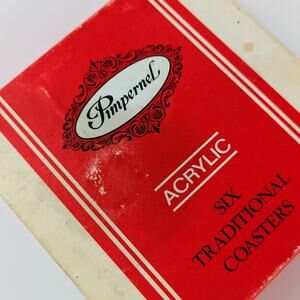 Pimpernel
ACRYLIC
SIX
TRADITIONAL
COASTERS